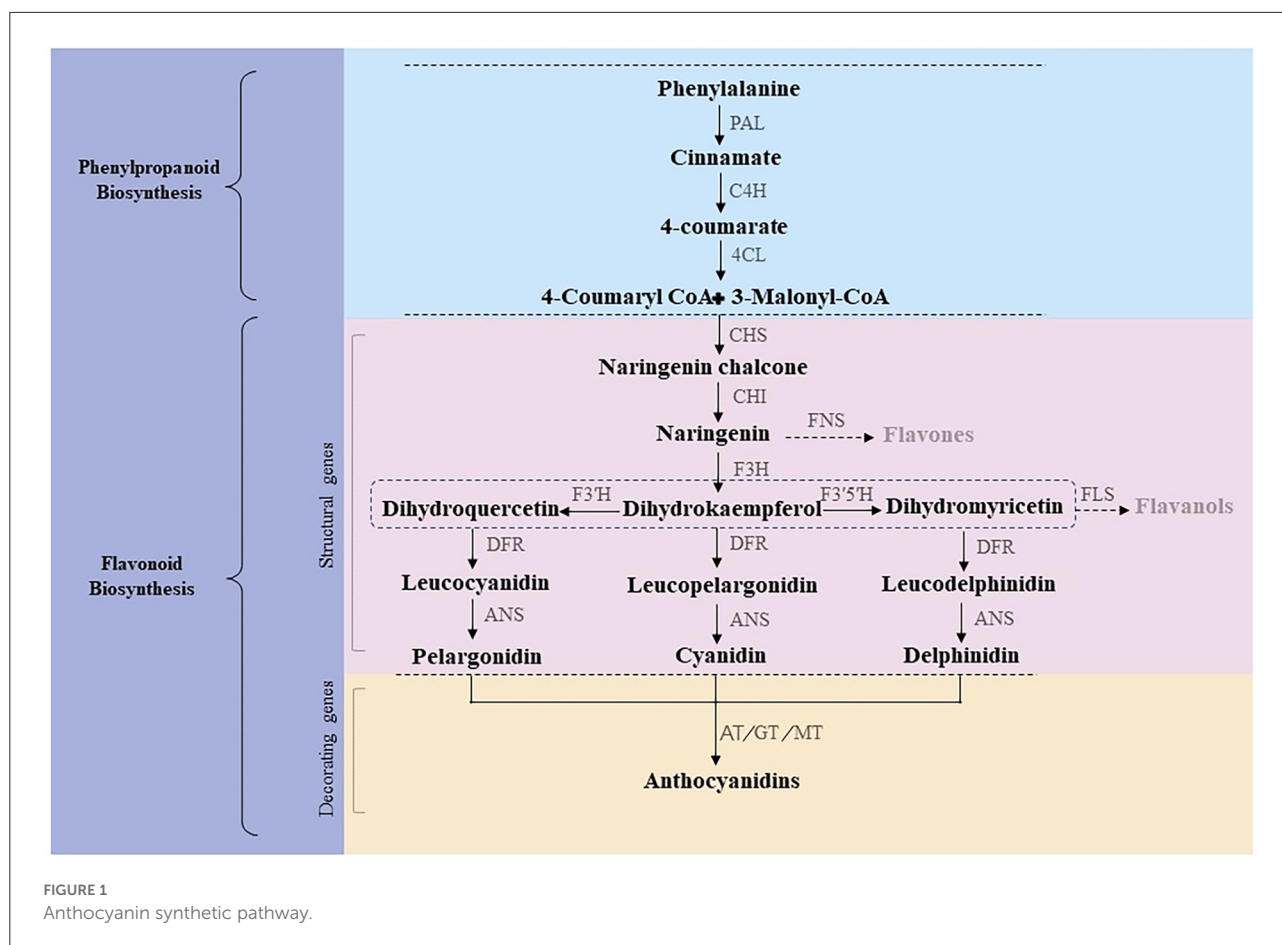 Phenylpropanoid
Biosynthesis
Phenylalanine
PAL
Cinnamate
C4H
4-coumarate
4CL
4-Coumaryl CoA+ 3-Malonyl-CoA
Flavonoid
Biosynthesis
Structural genes
CHS
Naringenin chalcone
CHI
Naringenin FNS Flavones
F3H
Dihydroquercetin F3'H Dihydrokaempferol F3'5'H Dihydromyricetin FLS Flavanols
DFR DFR DFR
Leucocyanidin Leucopelargonidin Leucodelphinidin
ANS ANS ANS
Pelargonidin Cyanidin Delphinidin
Decorating genes
AT/GT/MT
Anthocyanidins
FIGURE 1
Anthocyanin synthetic pathway.